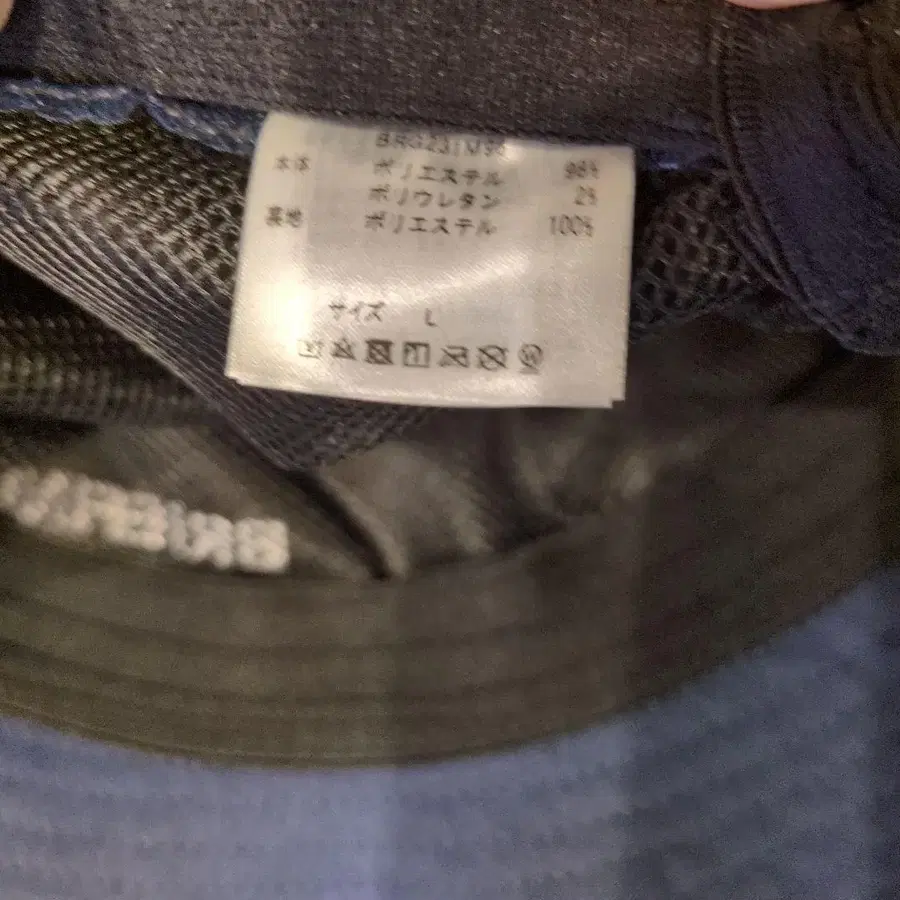 本体 ポリエステル 98%
ポリウレタン 2%
裏地 ポリエステル 100%
サイズ L